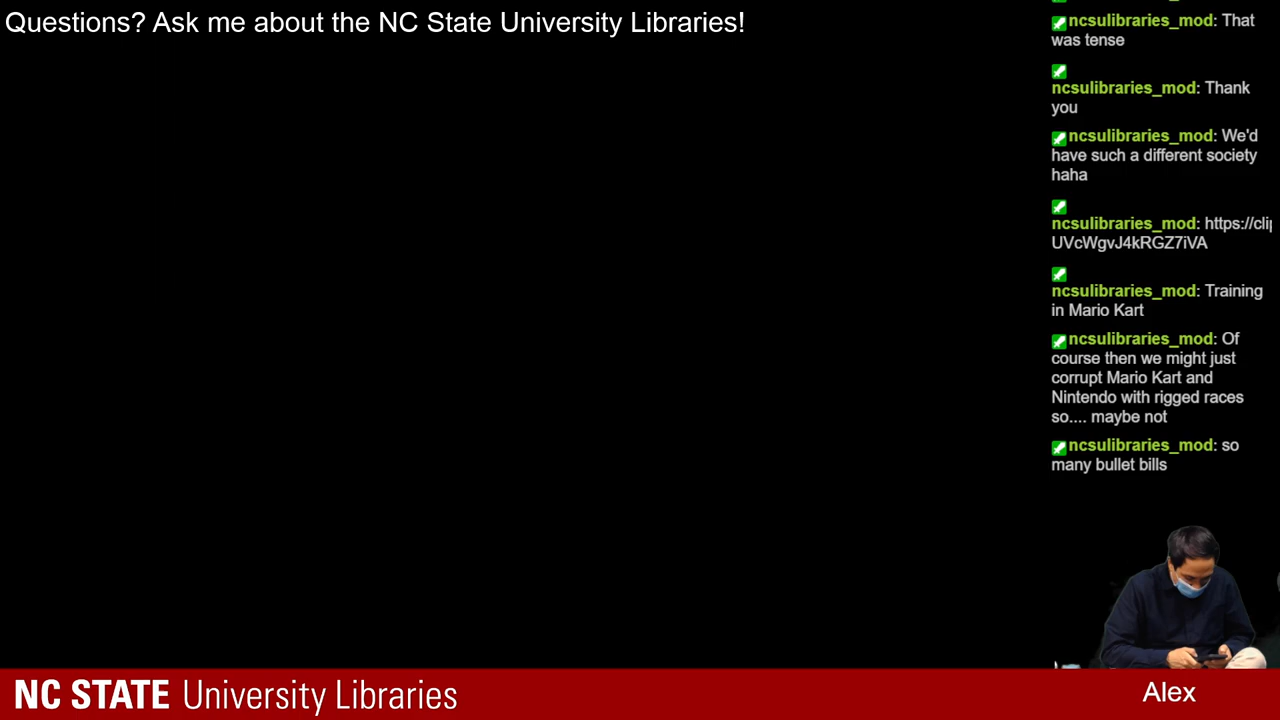 Questions? Ask me about the NC State University Libraries!
ncsulibraries_mod: That
was tense
ncsulibraries_mod: Thank
you
ncsulibraries_mod: We'd
have such a different society
haha
ncsulibraries_mod: https://clip
UVcWgvJ4kRGZ7iVA
ncsulibraries_mod: Training
in Mario Kart
ncsulibraries_mod: Of
course then we might just
corrupt Mario Kart and
Nintendo with rigged races
so.... maybe not
ncsulibraries_mod: so
many bullet bills
NC STATE University Libraries
Alex